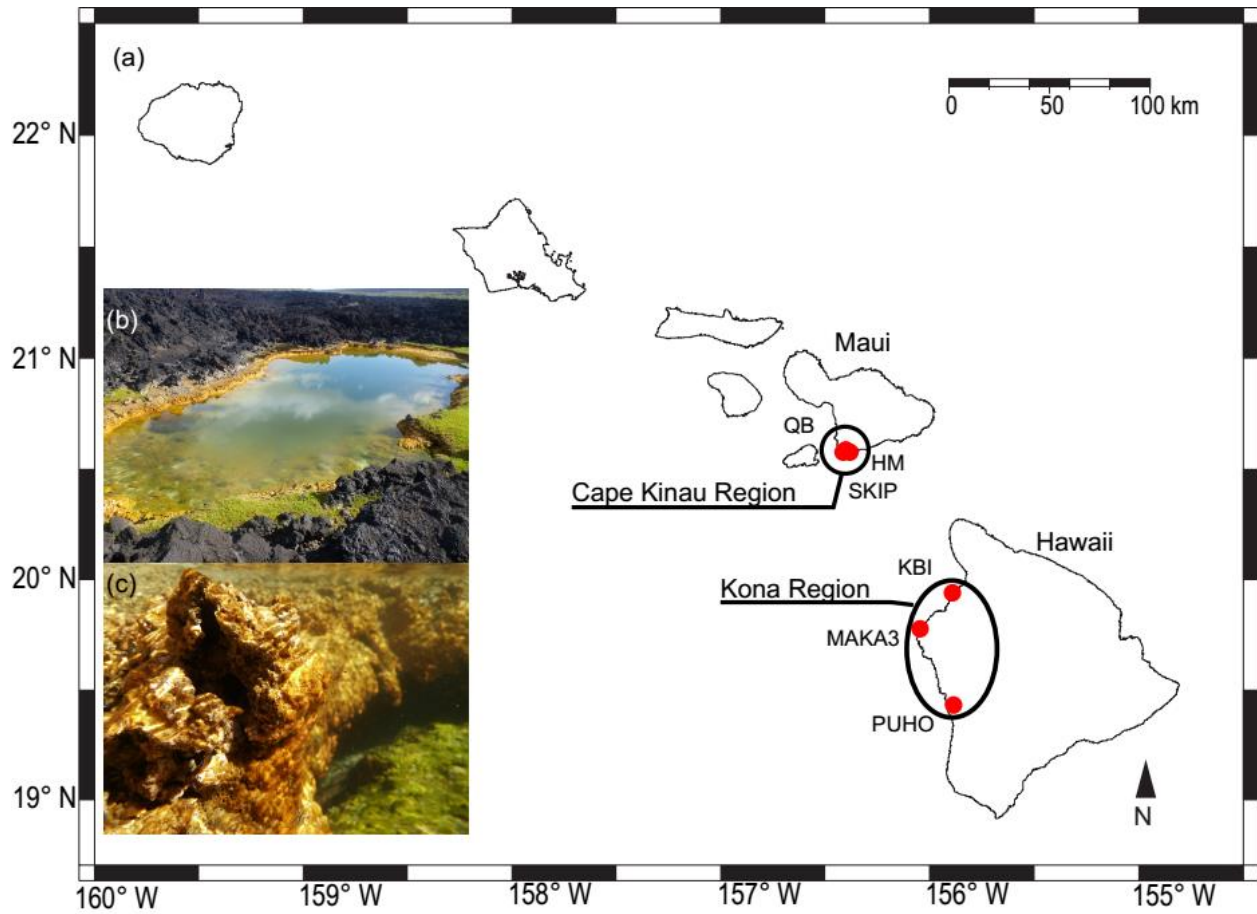 (a)
0 50 100 km
22° N
(b)
21° N
Maui
QB
HM
SKIP
Cape Kinau Region
20° N
Hawaii
KBI
(c)
Kona Region
MAKA3
PUHO
19° N
N
160° W 159° W 158° W 157° W 156° W 155° W